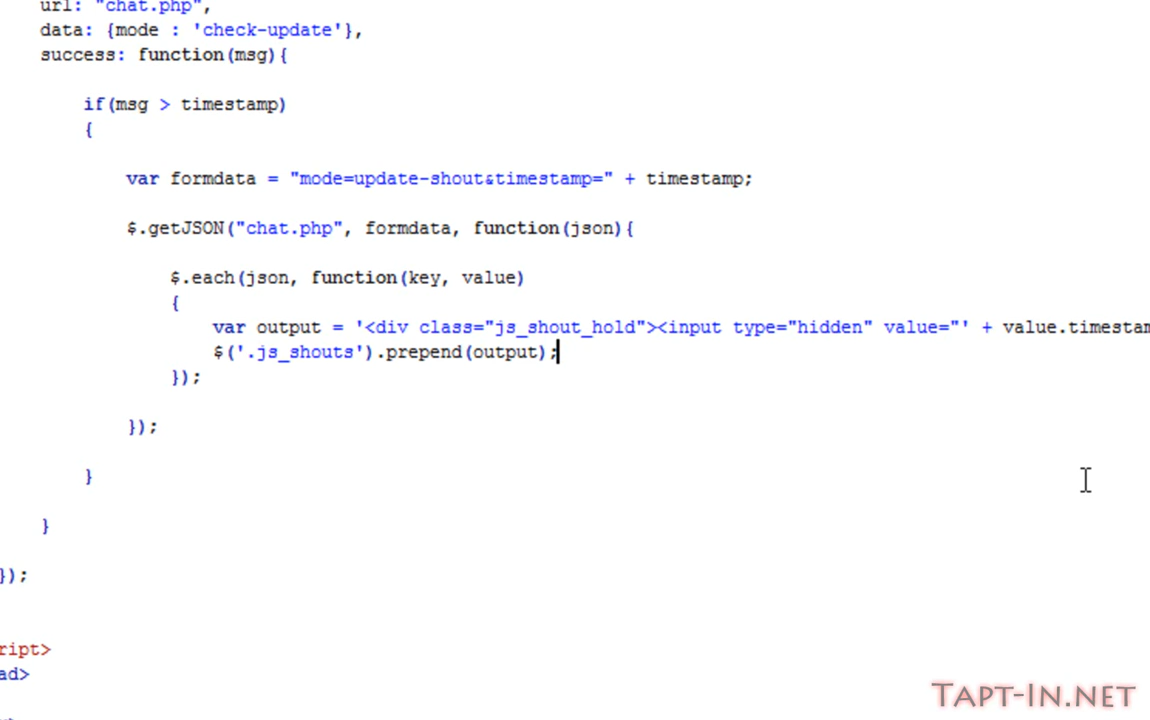 url: "chat.php",
data: {mode : 'check-update'},
success: function(msg){
if(msg > timestamp)
{
var formdata = "mode=update-shout&timestamp=" + timestamp;
$.getJSON("chat.php", formdata, function(json){
$.each(json, function(key, value)
{
var output = '<div class="js_shout_hold"><input type="hidden" value="' + value.timestam
$('.js_shouts').prepend(output);
});
});
}
}
});
ript>
ad>
TAPT-IN.NET